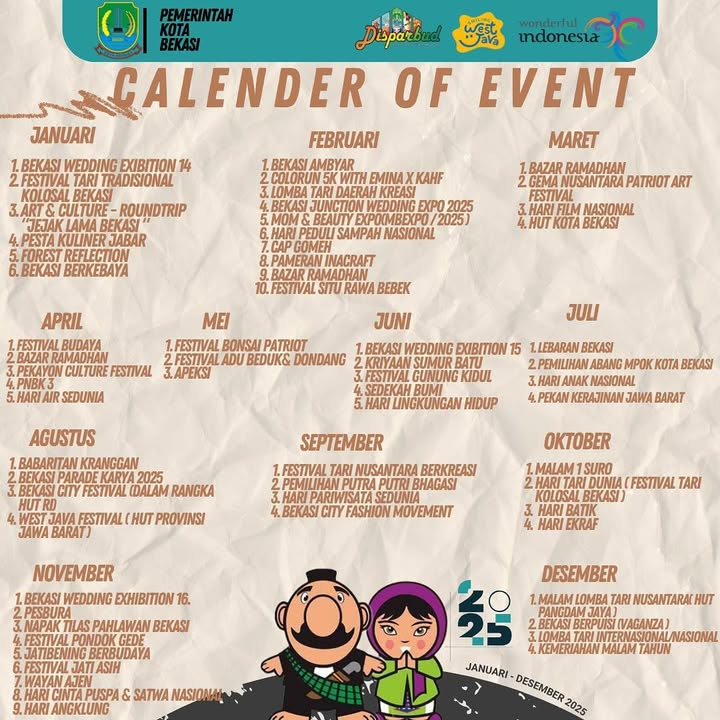 PEMERINTAH
KOTA
BEKASI
Disparbud
SMILING
West
Java
wonderful
indonesia
CALENDER OF EVENT
JANUARI
1. BEKASI WEDDING EXIBITION 14
2. FESTIVAL TARI TRADISIONAL
KOLOSAL BEKASI
3. ART & CULTURE - ROUNDTRIP
"JEJAK LAMA BEKASI "
4. PESTA KULINER JABAR
5. FOREST REFLECTION
6. BEKASI BERKEBAYA
FEBRUARI
1. BEKASI AMBYAR
2. COLORUN 5K WITH EMINA X KAHF
3. LOMBA TARI DAERAH KREASI
4. BEKASI JUNCTION WEDDING EXPO 2025
5. MOM & BEAUTY EXPO(MBEXPO / 2025 )
6. HARI PEDULI SAMPAH NASIONAL
7. CAP GOMEH
8. PAMERAN INACRAFT
9. BAZAR RAMADHAN
10. FESTIVAL SITU RAWA BEBEK
MARET
1. BAZAR RAMADHAN
2. GEMA NUSANTARA PATRIOT ART
FESTIVAL
3. HARI FILM NASIONAL
4. HUT KOTA BEKASI
APRIL
1. FESTIVAL BUDAYA
2. BAZAR RAMADHAN
3. PEKAYON CULTURE FESTIVAL
4. PNBK 3
5. HARI AIR SEDUNIA
MEI
1. FESTIVAL BONSAI PATRIOT
2. FESTIVAL ADU BEDUK& DONDANG
3. APEKSI
JUNI
1. BEKASI WEDDING EXIBITION 15
2. KRIYAAN SUMUR BATU
3. FESTIVAL GUNUNG KIDUL
4. SEDEKAH BUMI
5. HARI LINGKUNGAN HIDUP
JULI
1. LEBARAN BEKASI
2. PEMILIHAN ABANG MPOK KOTA BEKASI
3. HARI ANAK NASIONAL
4. PEKAN KERAJINAN JAWA BARAT
AGUSTUS
1. BABARITAN KRANGGAN
2. BEKASI PARADE KARYA 2025
3. BEKASI CITY FESTIVAL (DALAM RANGKA
HUT RI)
4. WEST JAVA FESTIVAL ( HUT PROVINSI
JAWA BARAT )
SEPTEMBER
1. FESTIVAL TARI NUSANTARA BERKREASI
2. PEMILIHAN PUTRA PUTRI BHAGASI
3. HARI PARIWISATA SEDUNIA
4. BEKASI CITY FASHION MOVEMENT
OKTOBER
1. MALAM 1 SURO
2. HARI TARI DUNIA ( FESTIVAL TARI
KOLOSAL BEKASI )
3. HARI BATIK
4. HARI EKRAF
NOVEMBER
1. BEKASI WEDDING EXHIBITION 16.
2. PESBURA
3. NAPAK TILAS PAHLAWAN BEKASI
4. FESTIVAL PONDOK GEDE
5. JATIBENING BERBUDAYA
6. FESTIVAL JATI ASIH
7. WAYAN AJEN
8. HARI CINTA PUSPA & SATWA NASIONAL
9. HARI ANGKLUNG
DESEMBER
1. MALAM LOMBA TARI NUSANTARA( HUT
PANGDAM JAYA )
2. BEKASI BERPUISI (VAGANZA )
3. LOMBA TARI INTERNASIONAL/NASIONAL
4. KEMERIAHAN MALAM TAHUN
2025
JANUARI - DESEMBER 2025